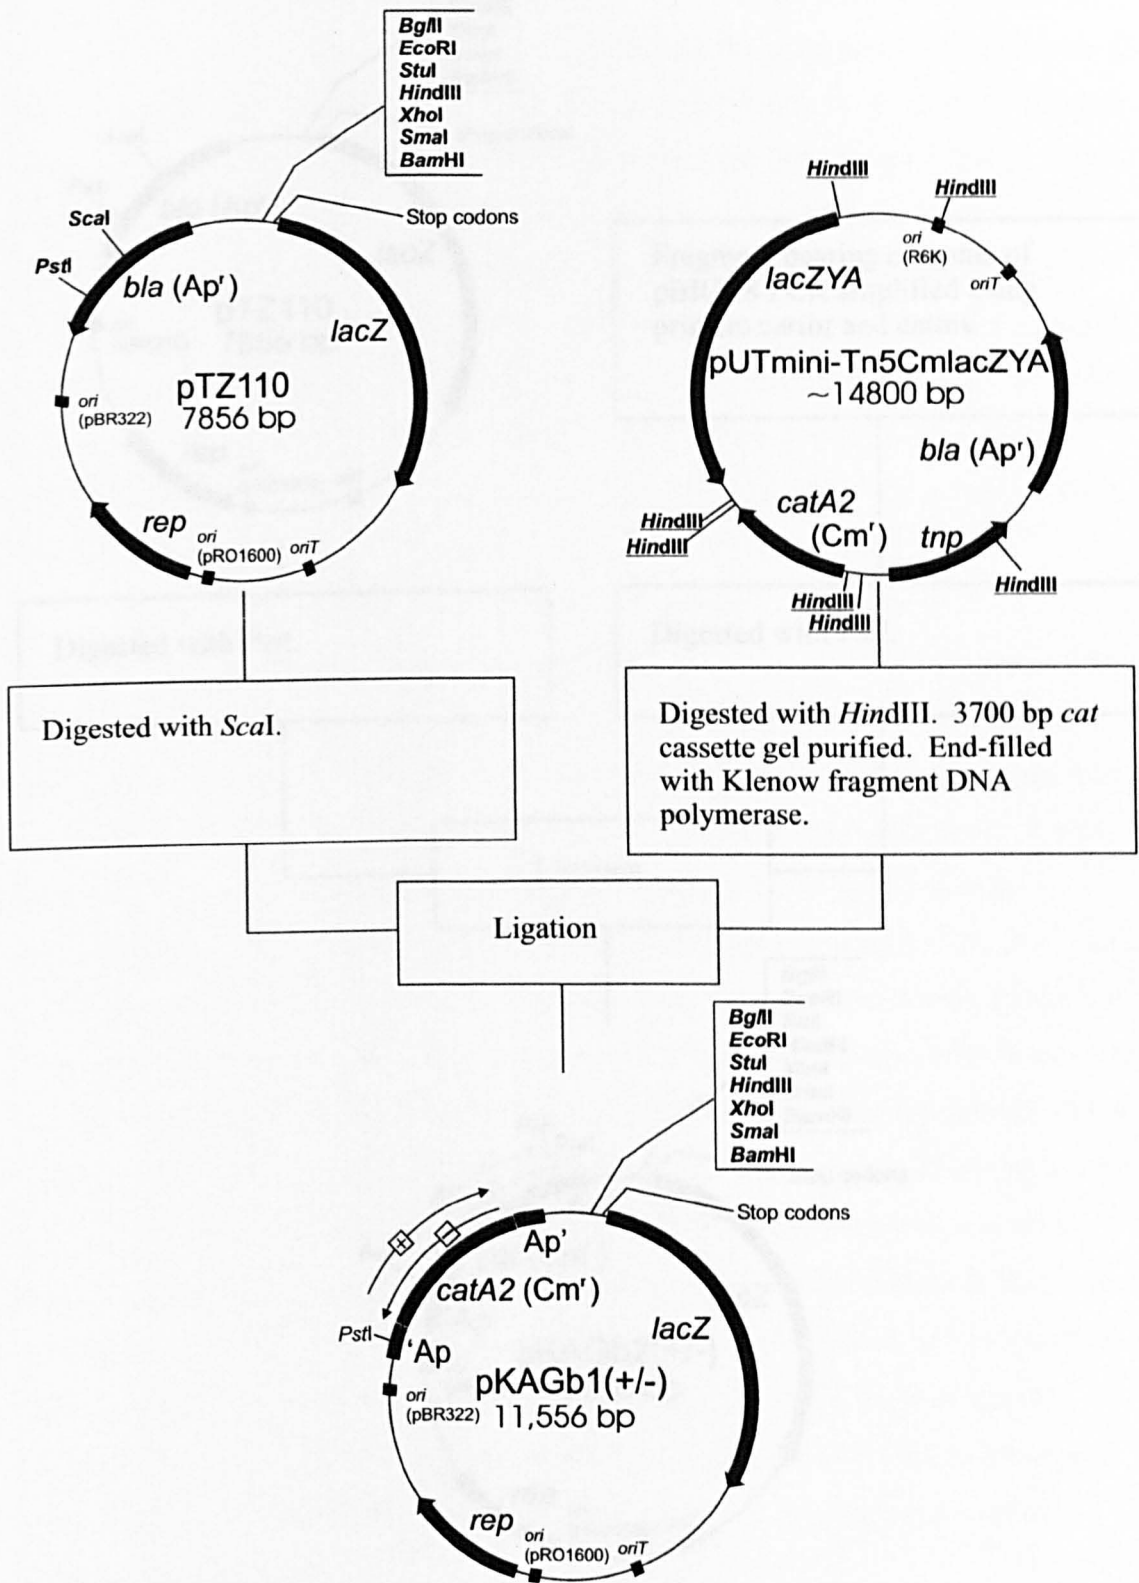 BglII
EcoRI
StuI
HindIII
XhoI
SmaI
BamHI
Stop codons
ScaI
PstI
bla (Apʳ)
lacZ
pTZ110
7856 bp
ori
(pBR322)
rep
ori
(pRO1600)
oriT
HindIII
HindIII
ori
(R6K)
oriT
lacZYA
pUTmini-Tn5CmlacZYA
~14800 bp
bla (Apʳ)
catA2
(Cmʳ)
tnp
HindIII
HindIII
HindIII
HindIII
HindIII
Digested with ScaI.
Digested with HindIII. 3700 bp cat
cassette gel purified. End-filled
with Klenow fragment DNA
polymerase.
Ligation
BglII
EcoRI
StuI
HindIII
XhoI
SmaI
BamHI
Stop codons
+
-
Ap'
catA2 (Cmʳ)
lacZ
PstI
'Ap
pKAGb1(+/-)
11,556 bp
ori
(pBR322)
rep
ori
(pRO1600)
oriT